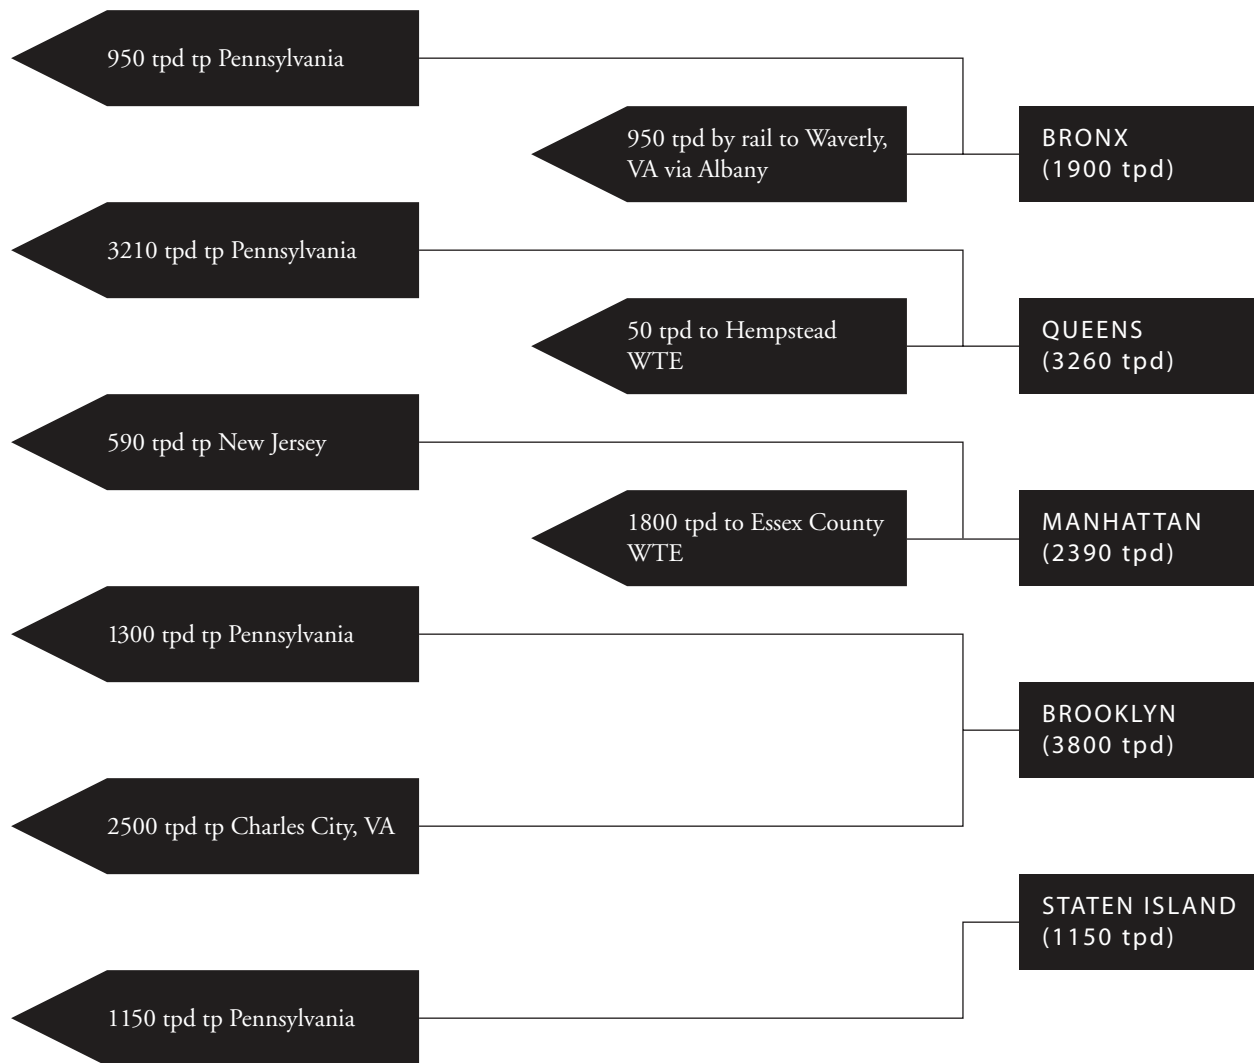 950 tpd tp Pennsylvania
950 tpd by rail to Waverly,
VA via Albany
BRONX
(1900 tpd)
3210 tpd tp Pennsylvania
50 tpd to Hempstead
WTE
QUEENS
(3260 tpd)
590 tpd tp New Jersey
1800 tpd to Essex County
WTE
MANHATTAN
(2390 tpd)
1300 tpd tp Pennsylvania
BROOKLYN
(3800 tpd)
2500 tpd tp Charles City, VA
STATEN ISLAND
(1150 tpd)
1150 tpd tp Pennsylvania